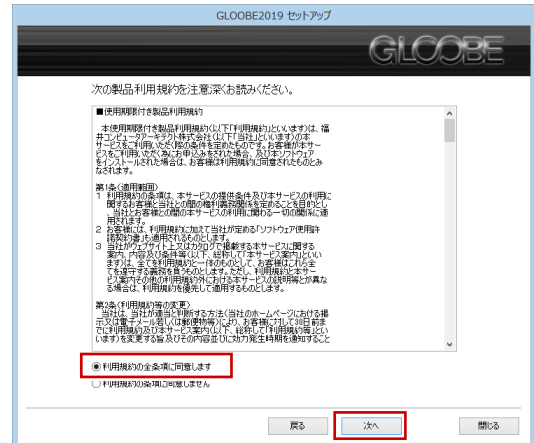 GLOOBE2019 セットアップ
GLOOBE
次の製品利用規約を注意深くお読みください。
■使用期限付き製品利用規約
本使用期限付き製品利用規約(以下「利用規約」といいます)は、福
井コンピュータアーキテクト株式会社(以下「当社」といいます)の本
サービスをご利用いただく際の条件を定めたものです。お客様が本サー
ビスをご利用いただくためにお申込みをされた場合、及び本ソフトウェア
をインストールされた場合は、お客様は利用規約に同意されたものとみ
なされます。
第1条(適用範囲)
1 利用規約の条項は、本サービスの提供条件及び本サービスの利用に
関するお客様と当社との間の権利義務関係を定めることを目的とし
、当社とお客様との間の本サービスの利用に関わる一切の関係に適
用されます。
2 お客様には、利用規約に加えて当社が定める「ソフトウェア使用許
諾契約書」も適用されるものとします。
3 当社がウェブサイト上又はカタログで掲載する本サービスに関する
案内、内容及び条件等(以下、総称して「本サービス案内」といい
ます)は、全てを利用規約と一体のものとして、お客様はこれら全
てを遵守する義務を負うものとします。ただし、利用規約と本サー
ビス案内その他の利用規約外における本サービスの説明等とが異な
る場合は、利用規約を優先して適用するものとします。
第2条(利用規約等の変更)
当社は、当社が適当と判断する方法(当社のホームページにおける掲
示又は電子メール若しくは郵便物等)により、お客様に対して30日前ま
でに利用規約及び本サービス案内(以下、総称して「利用規約等」とい
います)を変更する旨及びその内容並びに効力発生時期を通知すること
利用規約の全条項に同意します
利用規約の条項に同意しません
戻る
次へ
閉じる